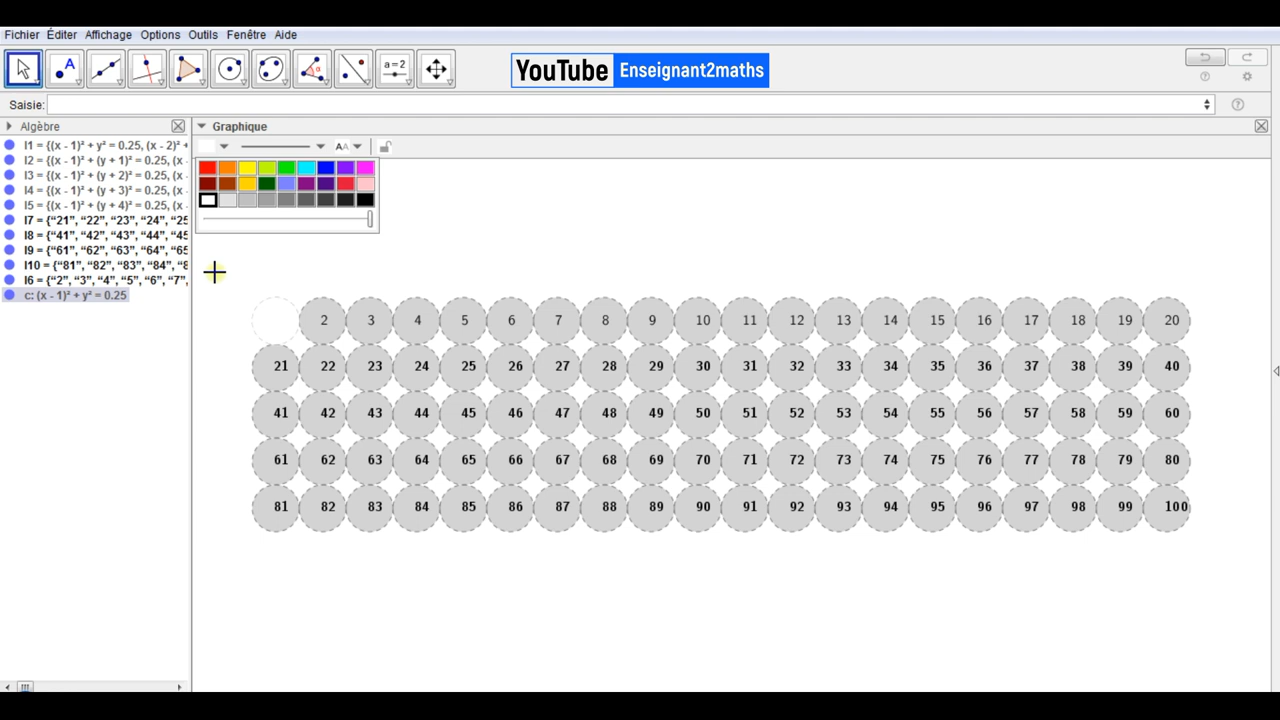 Fichier Éditer Affichage Options Outils Fenêtre Aide
A
a=2
YouTube Enseignant2maths
Saisie:
Algèbre
Graphique
l1 = {(x - 1)² + y² = 0.25, (x - 2)² +
l2 = {(x - 1)² + (y + 1)² = 0.25, (x -
l3 = {(x - 1)² + (y + 2)² = 0.25, (x -
l4 = {(x - 1)² + (y + 3)² = 0.25, (x -
l5 = {(x - 1)² + (y + 4)² = 0.25, (x -
l7 = {“21”, “22”, “23”, “24”, “25
l8 = {“41”, “42”, “43”, “44”, “45
l9 = {“61”, “62”, “63”, “64”, “65
l10 = {“81”, “82”, “83”, “84”, “8
l6 = {“2”, “3”, “4”, “5”, “6”, “7”,
c: (x - 1)² + y² = 0.25
AA
2 3 4 5 6 7 8 9 10 11 12 13 14 15 16 17 18 19 20
21 22 23 24 25 26 27 28 29 30 31 32 33 34 35 36 37 38 39 40
41 42 43 44 45 46 47 48 49 50 51 52 53 54 55 56 57 58 59 60
61 62 63 64 65 66 67 68 69 70 71 72 73 74 75 76 77 78 79 80
81 82 83 84 85 86 87 88 89 90 91 92 93 94 95 96 97 98 99 100